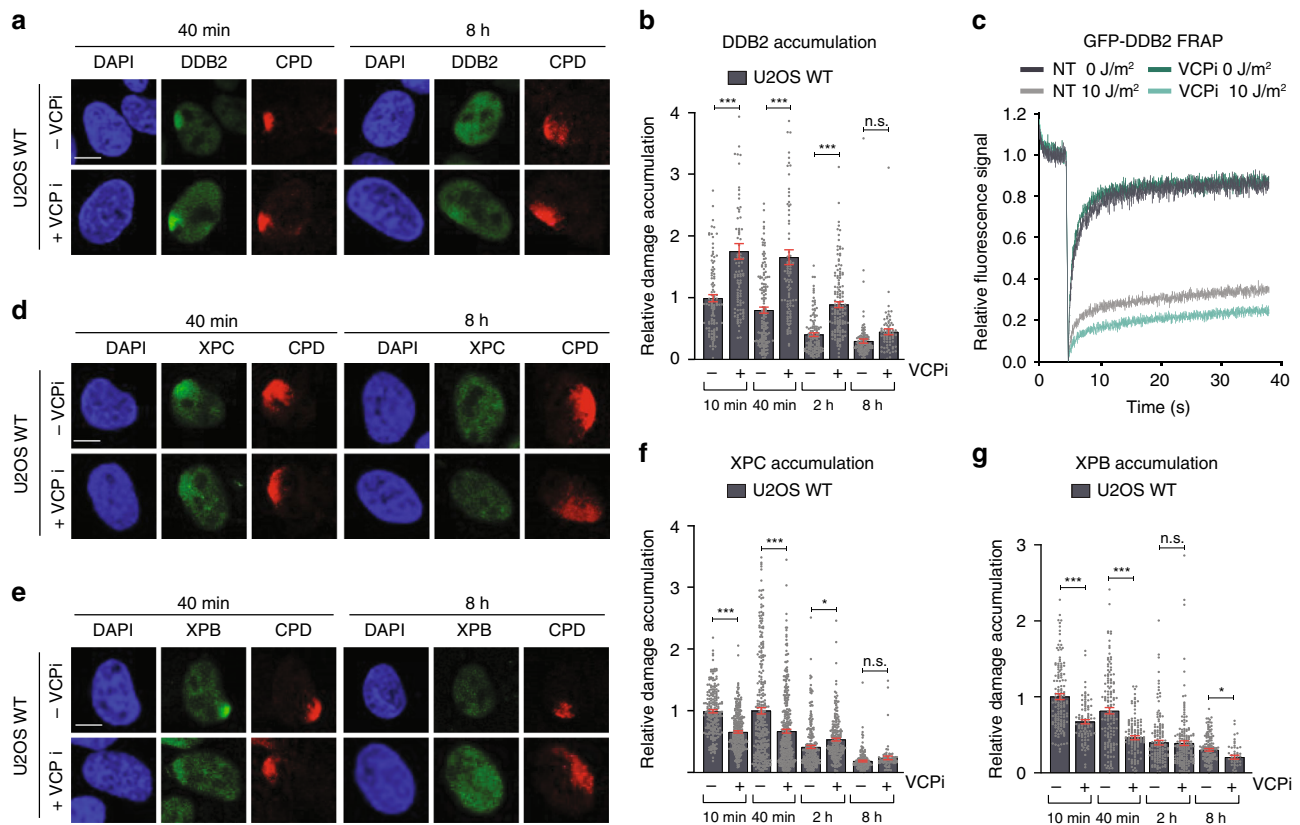 a
40 min
8 h
DAPI
DDB2
CPD
DAPI
DDB2
CPD
U2OS WT
– VCPi
+ VCPi
b
DDB2 accumulation
U2OS WT
Relative damage accumulation
4
3
2
1
0
***
***
***
n.s.
– + – + – + – + VCPi
10 min 40 min 2 h 8 h
c
GFP-DDB2 FRAP
NT 0 J/m² VCPi 0 J/m²
NT 10 J/m² VCPi 10 J/m²
Relative fluorescence signal
1.2
1.0
0.8
0.6
0.4
0.2
0.0
0 10 20 30 40
Time (s)
d
40 min
8 h
DAPI
XPC
CPD
DAPI
XPC
CPD
U2OS WT
– VCPi
+ VCP i
e
40 min
8 h
DAPI
XPB
CPD
DAPI
XPB
CPD
U2OS WT
– VCPi
+ VCP i
f
XPC accumulation
U2OS WT
Relative damage accumulation
4
3
2
1
***
***
*
n.s.
– + – + – + – +
10 min 40 min 2 h 8 h
g
XPB accumulation
U2OS WT
Relative damage accumulation
3
2
1
0
***
***
n.s.
*
– + – + – + – + VCPi
10 min 40 min 2 h 8 h